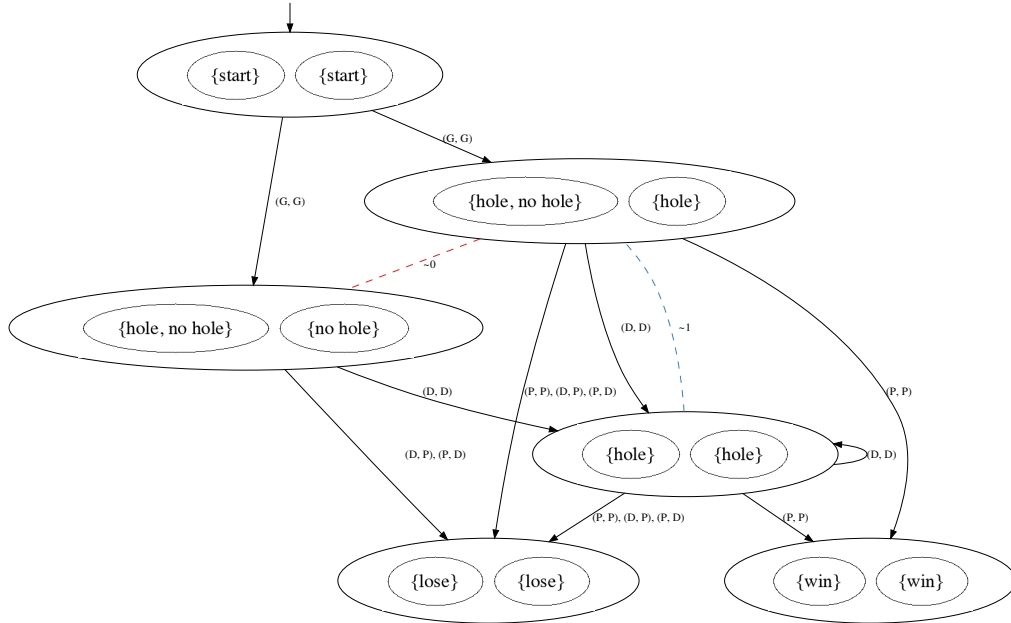 {start} {start}
(G, G)
(G, G)
{hole, no hole} {hole}
~0
{hole, no hole} {no hole}
(D, D)
~1
(D, D)
(P, P), (D, P), (P, D)
(P, P)
(D, P), (P, D)
{hole} {hole}
(D, D)
(P, P), (D, P), (P, D)
(P, P)
{lose} {lose}
{win} {win}